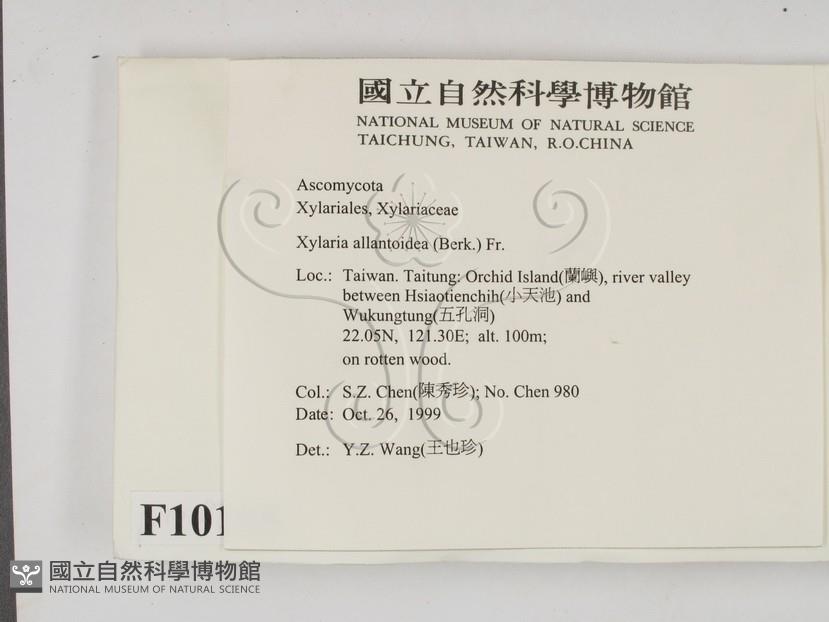 國立自然科學博物館
NATIONAL MUSEUM OF NATURAL SCIENCE
TAICHUNG, TAIWAN, R.O.CHINA
Ascomycota
Xylariales, Xylariaceae
Xylaria allantoidea (Berk.) Fr.
Loc.: Taiwan. Taitung: Orchid Island(蘭嶼), river valley
between Hsiaotienchih(小天池) and
Wukungtung(五孔洞)
22.05N, 121.30E; alt. 100m;
on rotten wood.
Col.: S.Z. Chen(陳秀珍); No. Chen 980
Date: Oct. 26, 1999
Det.: Y.Z. Wang(王也珍)
F101
國立自然科學博物館
NATIONAL MUSEUM OF NATURAL SCIENCE